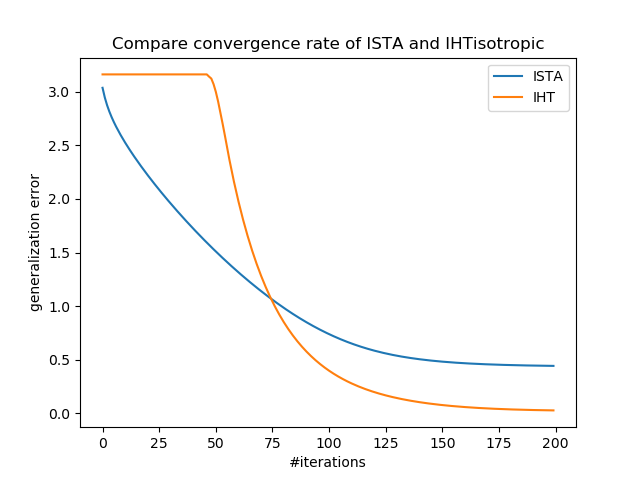 Compare convergence rate of ISTA and IHTisotropic
ISTA
IHT
generalization error
3.0
2.5
2.0
1.5
1.0
0.5
0.0
0 25 50 75 100 125 150 175 200
#iterations